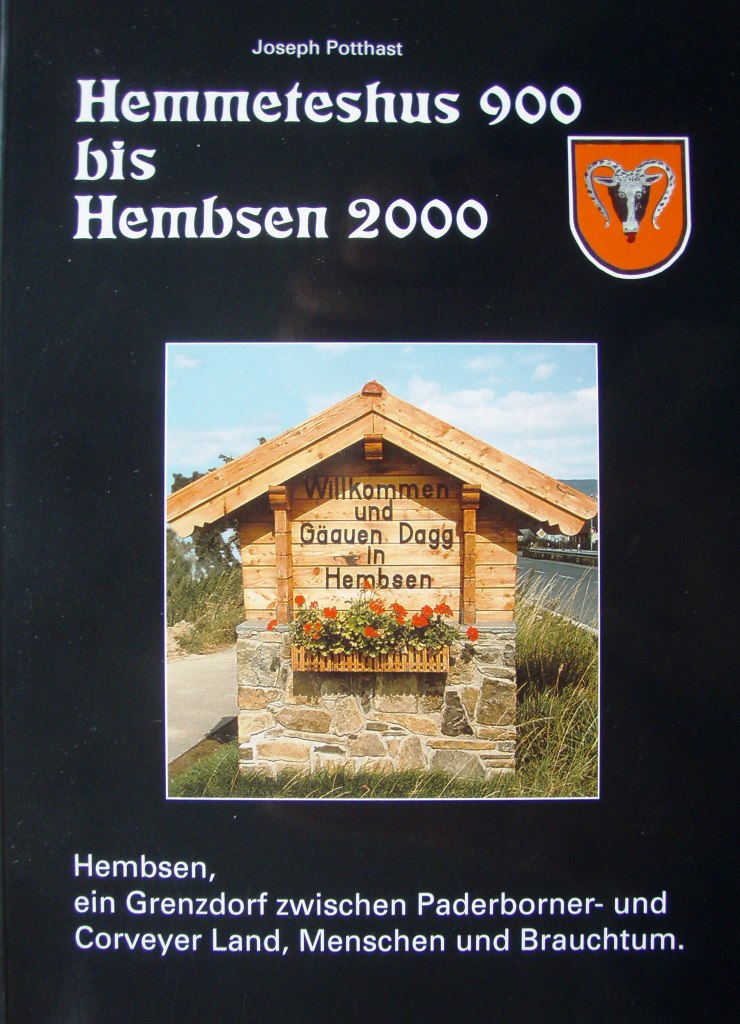 Joseph Potthast
Hemmeteshus 900
bis
Hembsen 2000
Willkommen
und
Gäauen Dagg
in
Hembsen
Hembsen,
ein Grenzdorf zwischen Paderborner- und
Corveyer Land, Menschen und Brauchtum.